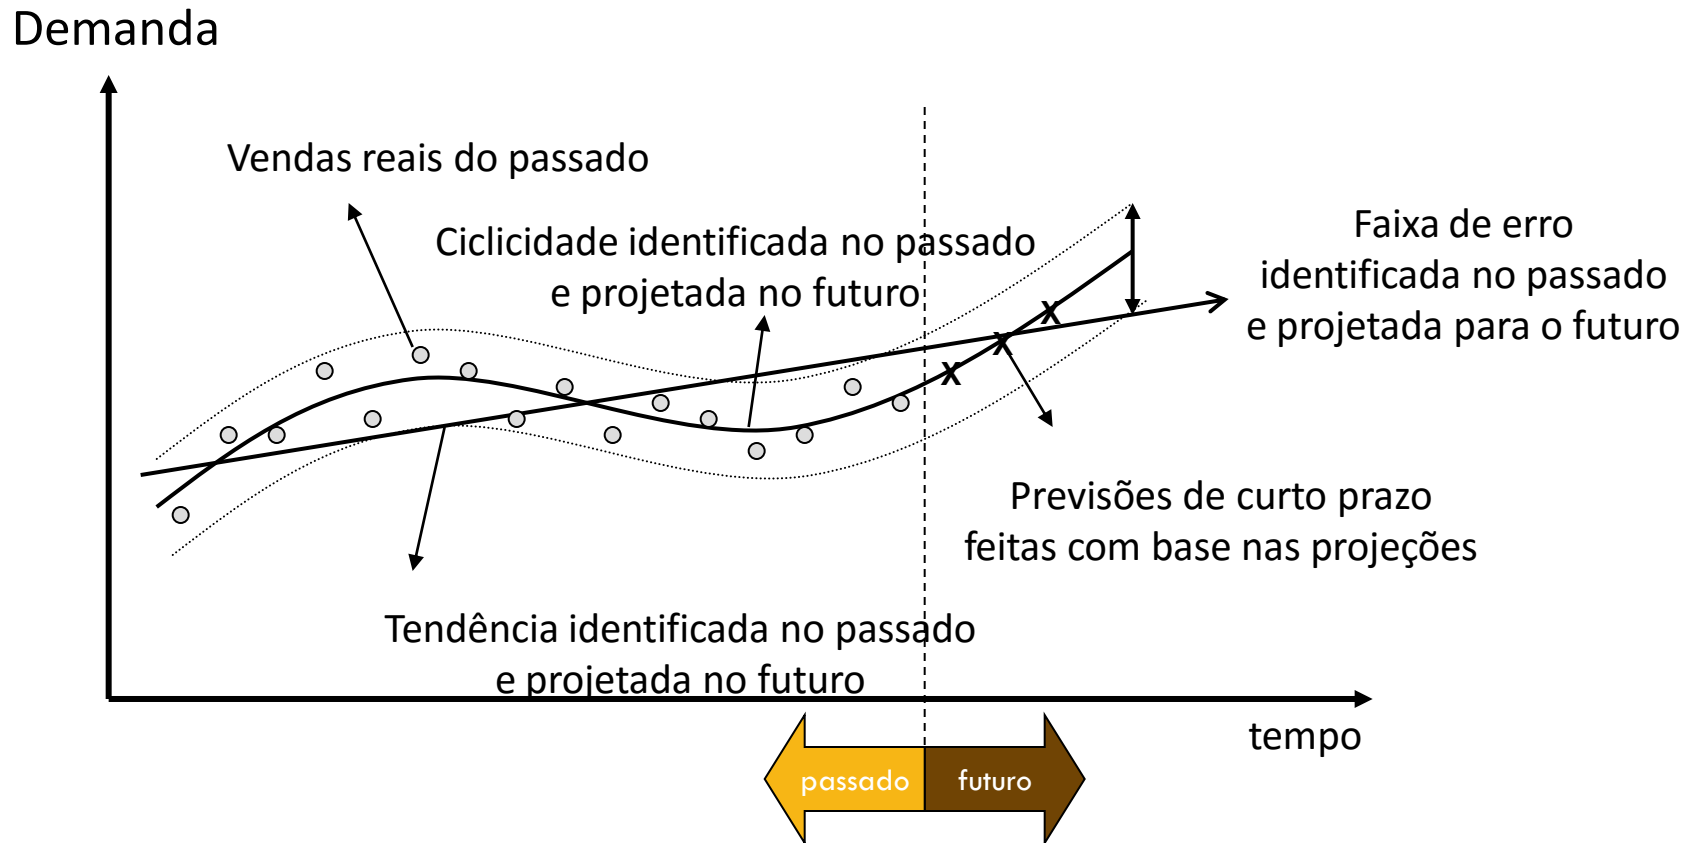 Demanda
Vendas reais do passado
Ciclicidade identificada no passado
e projetada no futuro
Faixa de erro
identificada no passado
e projetada para o futuro
x
x
x
Previsões de curto prazo
feitas com base nas projeções
Tendência identificada no passado
e projetada no futuro
tempo
passado
futuro